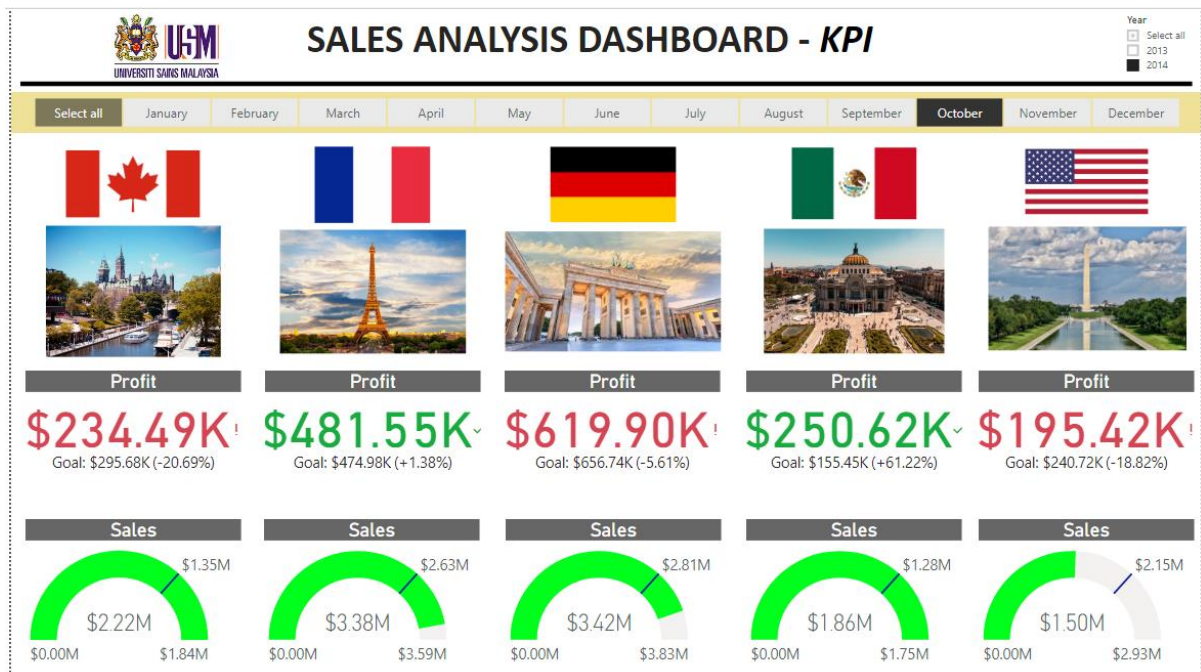 USM
UNIVERSITI SAINS MALAYSIA
SALES ANALYSIS DASHBOARD - KPI
Year
Select all
2013
2014
Select all January February March April May June July August September October November December
Profit Profit Profit Profit Profit
$234.49K! $481.55K $619.90K! $250.62K $195.42K!
Goal: $295.68K (-20.69%) Goal: $474.98K (+1.38%) Goal: $656.74K (-5.61%) Goal: $155.45K (+61.22%) Goal: $240.72K (-18.82%)
Sales Sales Sales Sales Sales
$1.35M $2.63M $2.81M $1.28M $2.15M
$2.22M $3.38M $3.42M $1.86M $1.50M
$0.00M $1.84M $0.00M $3.59M $0.00M $3.83M $0.00M $1.75M $0.00M $2.93M